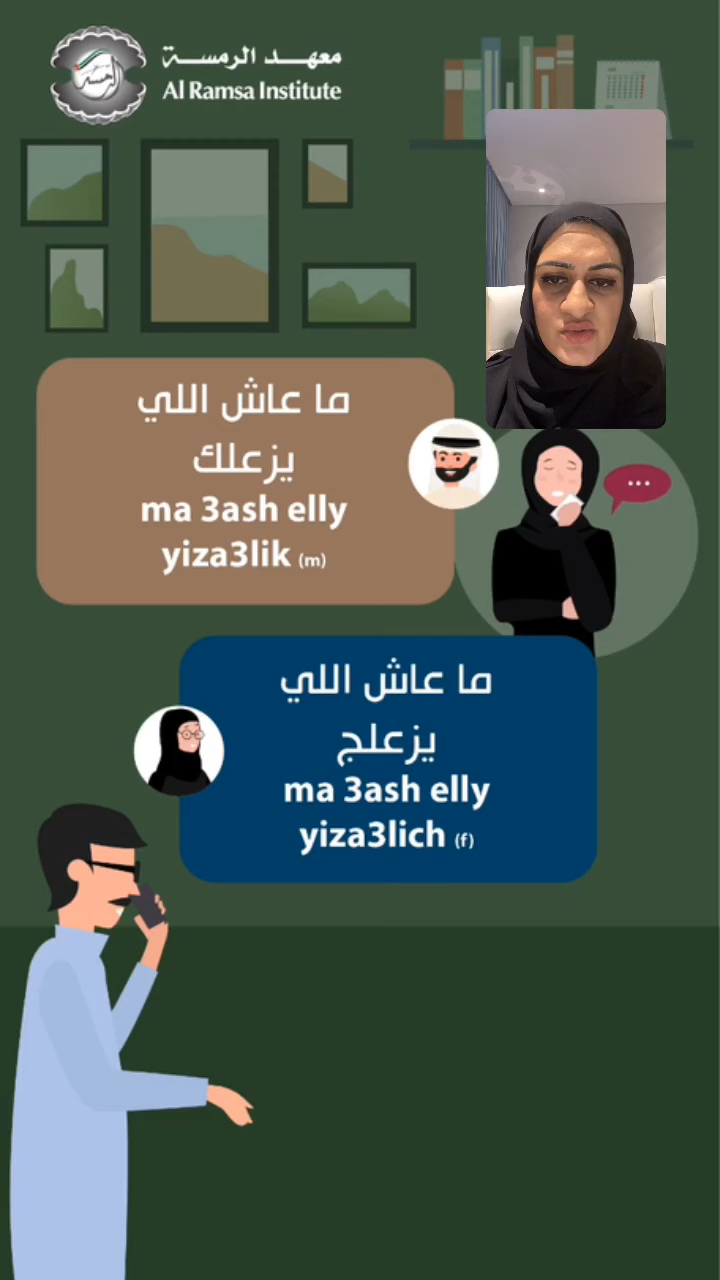 معهد الرمسة
Al Ramsa Institute
ما عاش اللي
يزعلك
ma 3ash elly
yiza3lik (m)
ما عاش اللي
يزعلج
ma 3ash elly
yiza3lich (f)